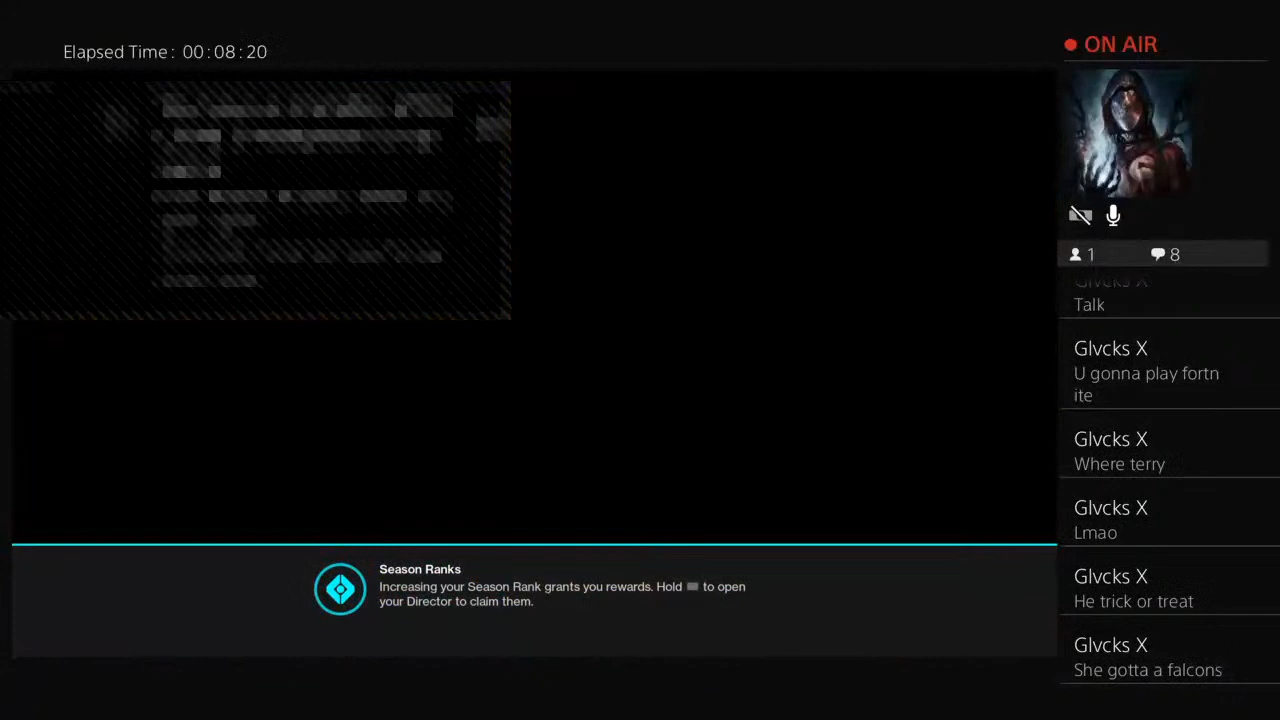 Elapsed Time: 00:08:20
ON AIR
1 8
Glvcks X
Talk
Glvcks X
U gonna play fortn
ite
Glvcks X
Where terry
Glvcks X
Lmao
Glvcks X
He trick or treat
Glvcks X
She gotta a falcons
Season Ranks
Increasing your Season Rank grants you rewards. Hold to open
your Director to claim them.